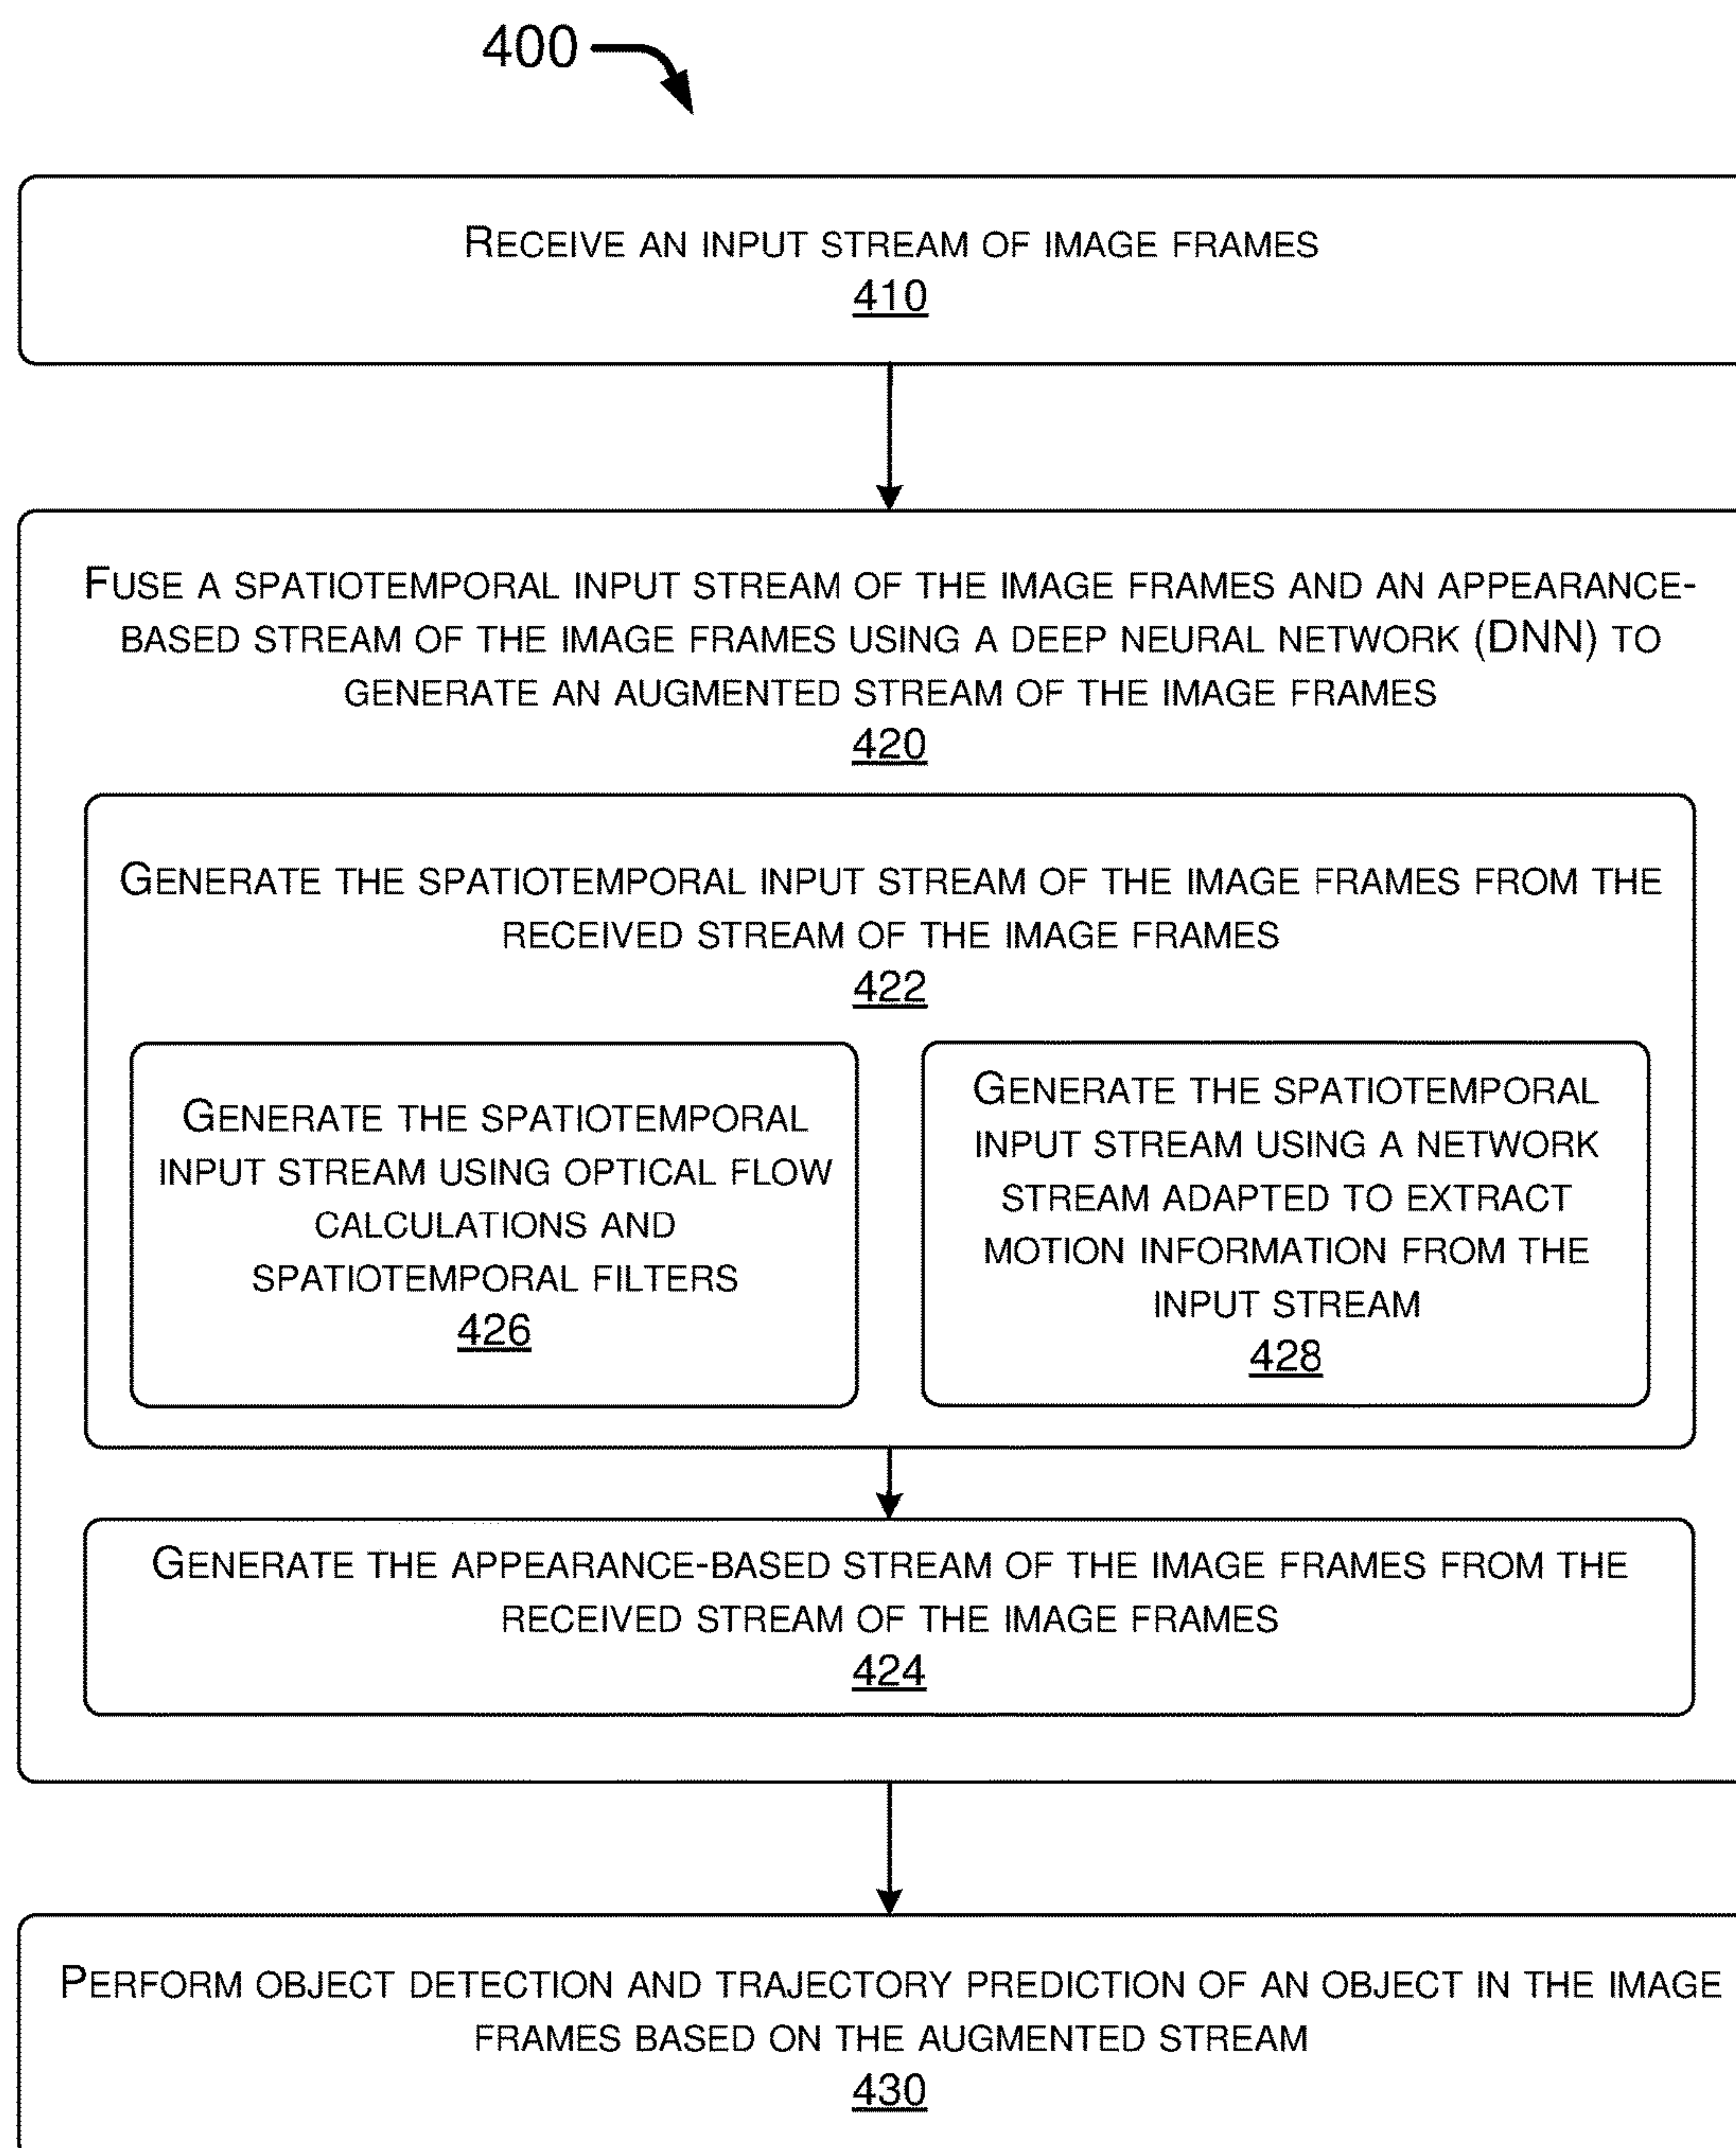 400
RECEIVE AN INPUT STREAM OF IMAGE FRAMES
410
FUSE A SPATIOTEMPORAL INPUT STREAM OF THE IMAGE FRAMES AND AN APPEARANCE-
BASED STREAM OF THE IMAGE FRAMES USING A DEEP NEURAL NETWORK (DNN) TO
GENERATE AN AUGMENTED STREAM OF THE IMAGE FRAMES
420
GENERATE THE SPATIOTEMPORAL INPUT STREAM OF THE IMAGE FRAMES FROM THE
RECEIVED STREAM OF THE IMAGE FRAMES
422
GENERATE THE SPATIOTEMPORAL
INPUT STREAM USING OPTICAL FLOW
CALCULATIONS AND
SPATIOTEMPORAL FILTERS
426
GENERATE THE SPATIOTEMPORAL
INPUT STREAM USING A NETWORK
STREAM ADAPTED TO EXTRACT
MOTION INFORMATION FROM THE
INPUT STREAM
428
GENERATE THE APPEARANCE-BASED STREAM OF THE IMAGE FRAMES FROM THE
RECEIVED STREAM OF THE IMAGE FRAMES
424
PERFORM OBJECT DETECTION AND TRAJECTORY PREDICTION OF AN OBJECT IN THE IMAGE
FRAMES BASED ON THE AUGMENTED STREAM
430